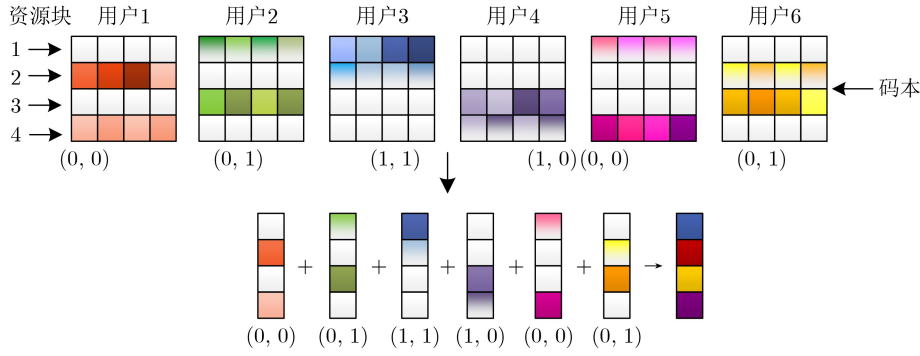 资源块 用户1 用户2 用户3 用户4 用户5 用户6
1
2
3
4
码本
(0, 0) (0, 1) (1, 1) (1, 0) (0, 0) (0, 1)
+ + + + +
(0, 0) (0, 1) (1, 1) (1, 0) (0, 0) (0, 1)